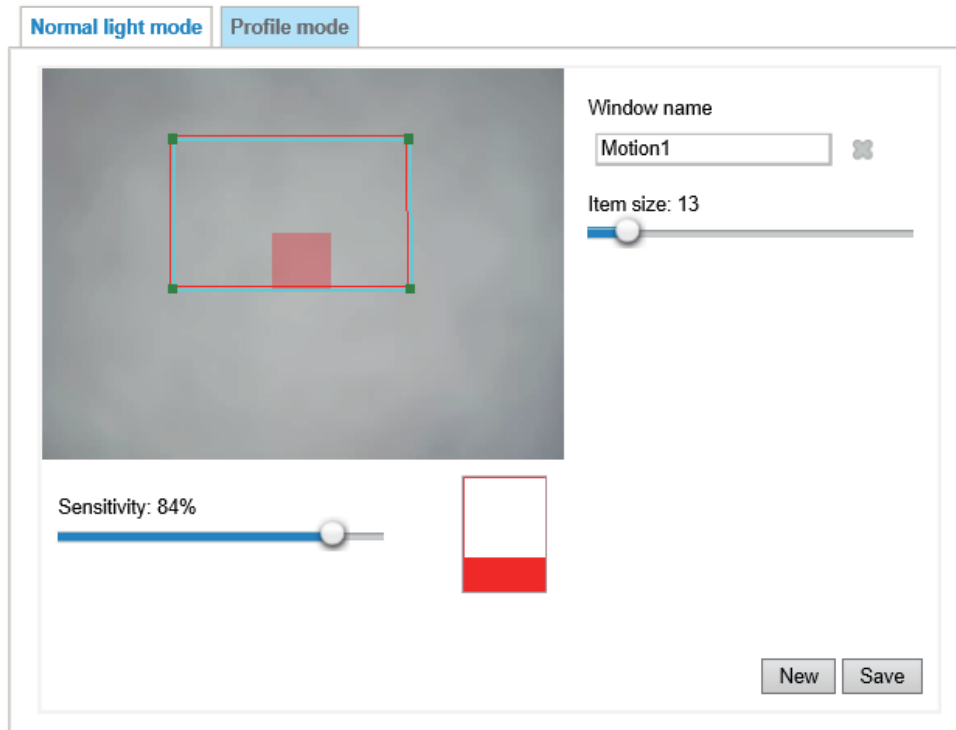 Normal light mode Profile mode
Window name
Motion1
Item size: 13
Sensitivity: 84%
New Save